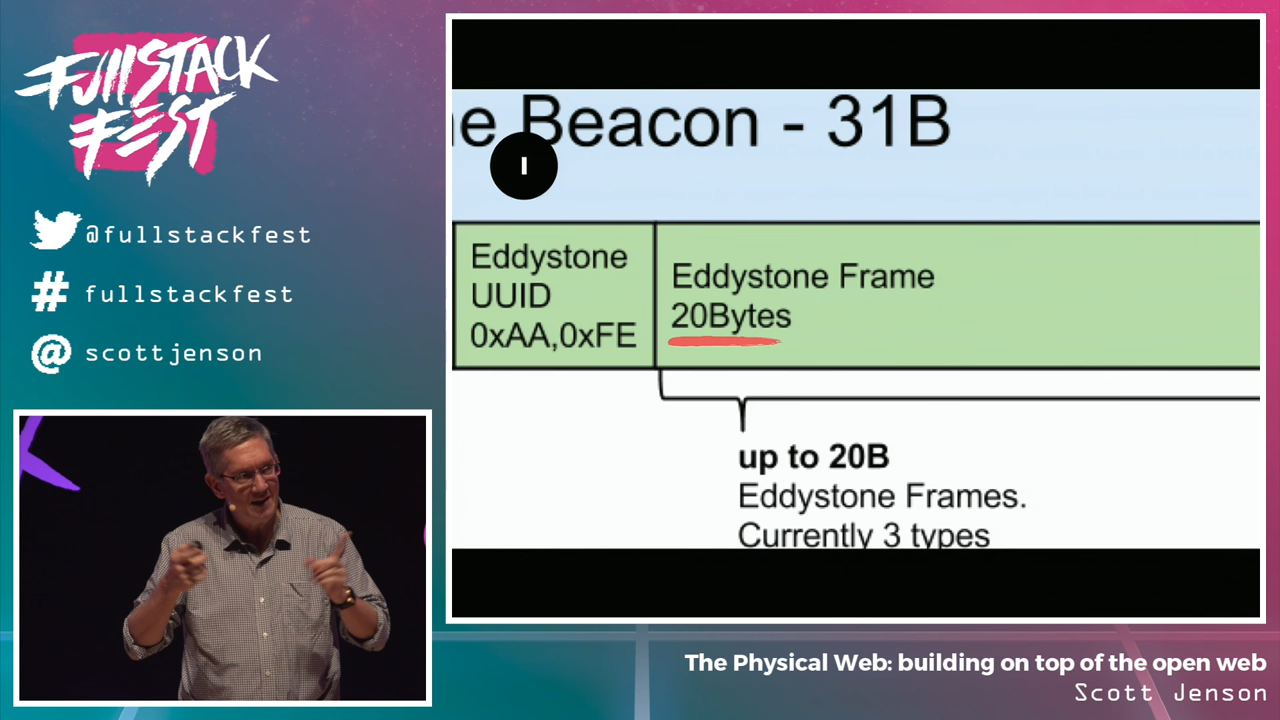 FullStack
Fest
@fullstackfest
# fullstackfest
@ scottjenson
ne Beacon - 31B
Eddystone
UUID
0xAA,0xFE
Eddystone Frame
20Bytes
up to 20B
Eddystone Frames.
Currently 3 types
The Physical Web: building on top of the open web
Scott Jenson